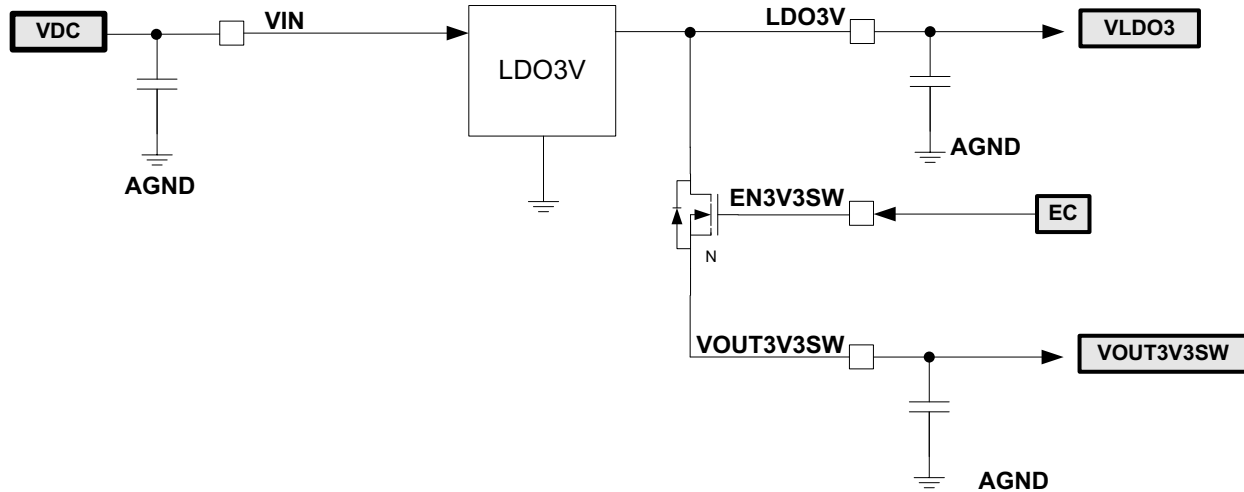 VDC
VIN
LDO3V
LDO3V
VLDO3
AGND
AGND
EN3V3SW
EC
N
VOUT3V3SW
VOUT3V3SW
AGND